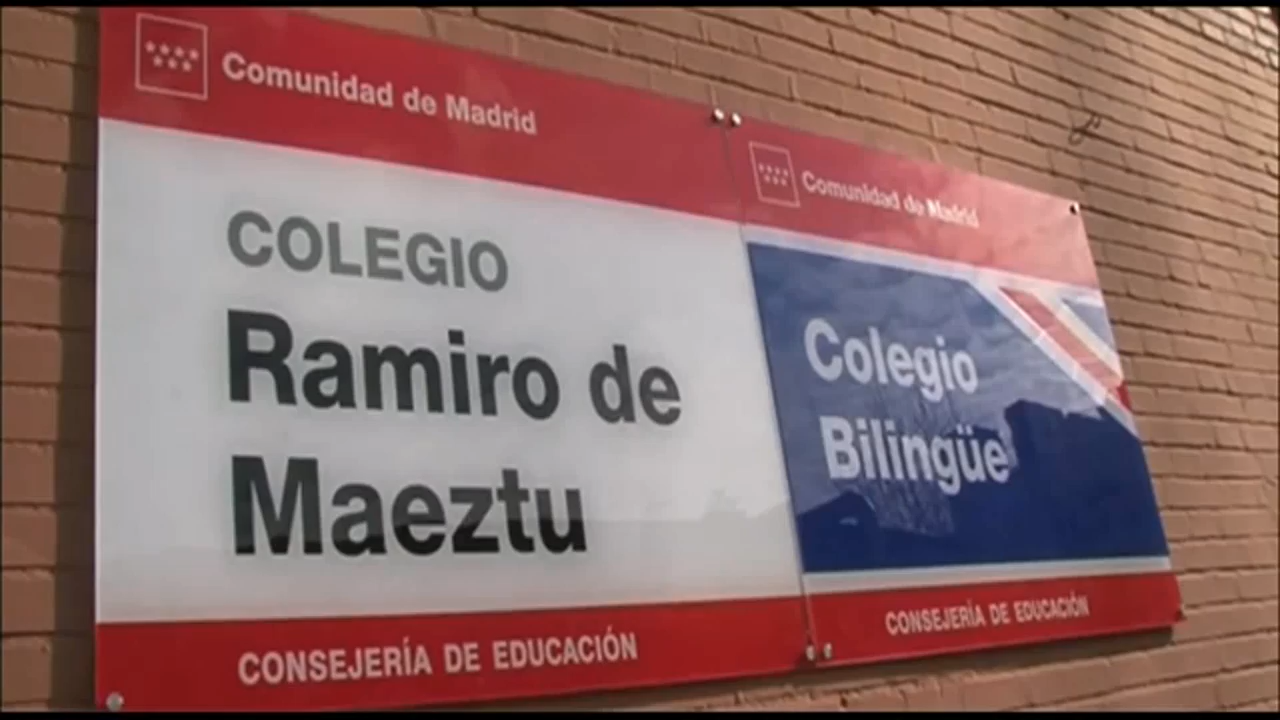 Comunidad de Madrid
COLEGIO
Ramiro de
Maeztu
CONSEJERÍA DE EDUCACIÓN
Comunidad de Madrid
Colegio
Bilingüe
CONSEJERÍA DE EDUCACIÓN